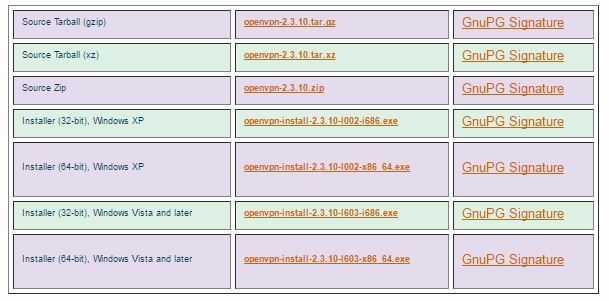 Source Tarball (gzip) openvpn-2.3.10.tar.gz GnuPG Signature
Source Tarball (xz) openvpn-2.3.10.tar.xz GnuPG Signature
Source Zip openvpn-2.3.10.zip GnuPG Signature
Installer (32-bit), Windows XP openvpn-install-2.3.10-I002-i686.exe GnuPG Signature
Installer (64-bit), Windows XP openvpn-install-2.3.10-I002-x86_64.exe GnuPG Signature
Installer (32-bit), Windows Vista and later openvpn-install-2.3.10-I603-i686.exe GnuPG Signature
Installer (64-bit), Windows Vista and later openvpn-install-2.3.10-I603-x86_64.exe GnuPG Signature